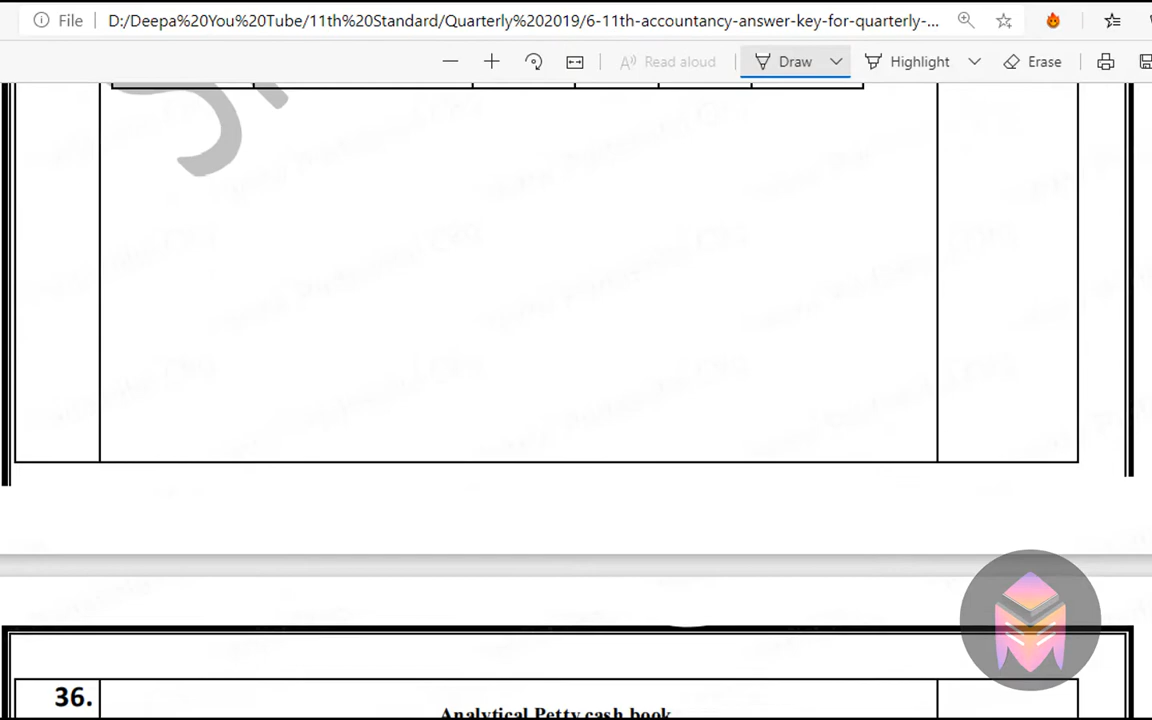 File D:/Deepa%20You%20Tube/11th%20Standard/Quarterly%202019/6-11th-accountancy-answer-key-for-quarterly-...
Read aloud Draw Highlight Erase
36.
Analytical Petty cash book